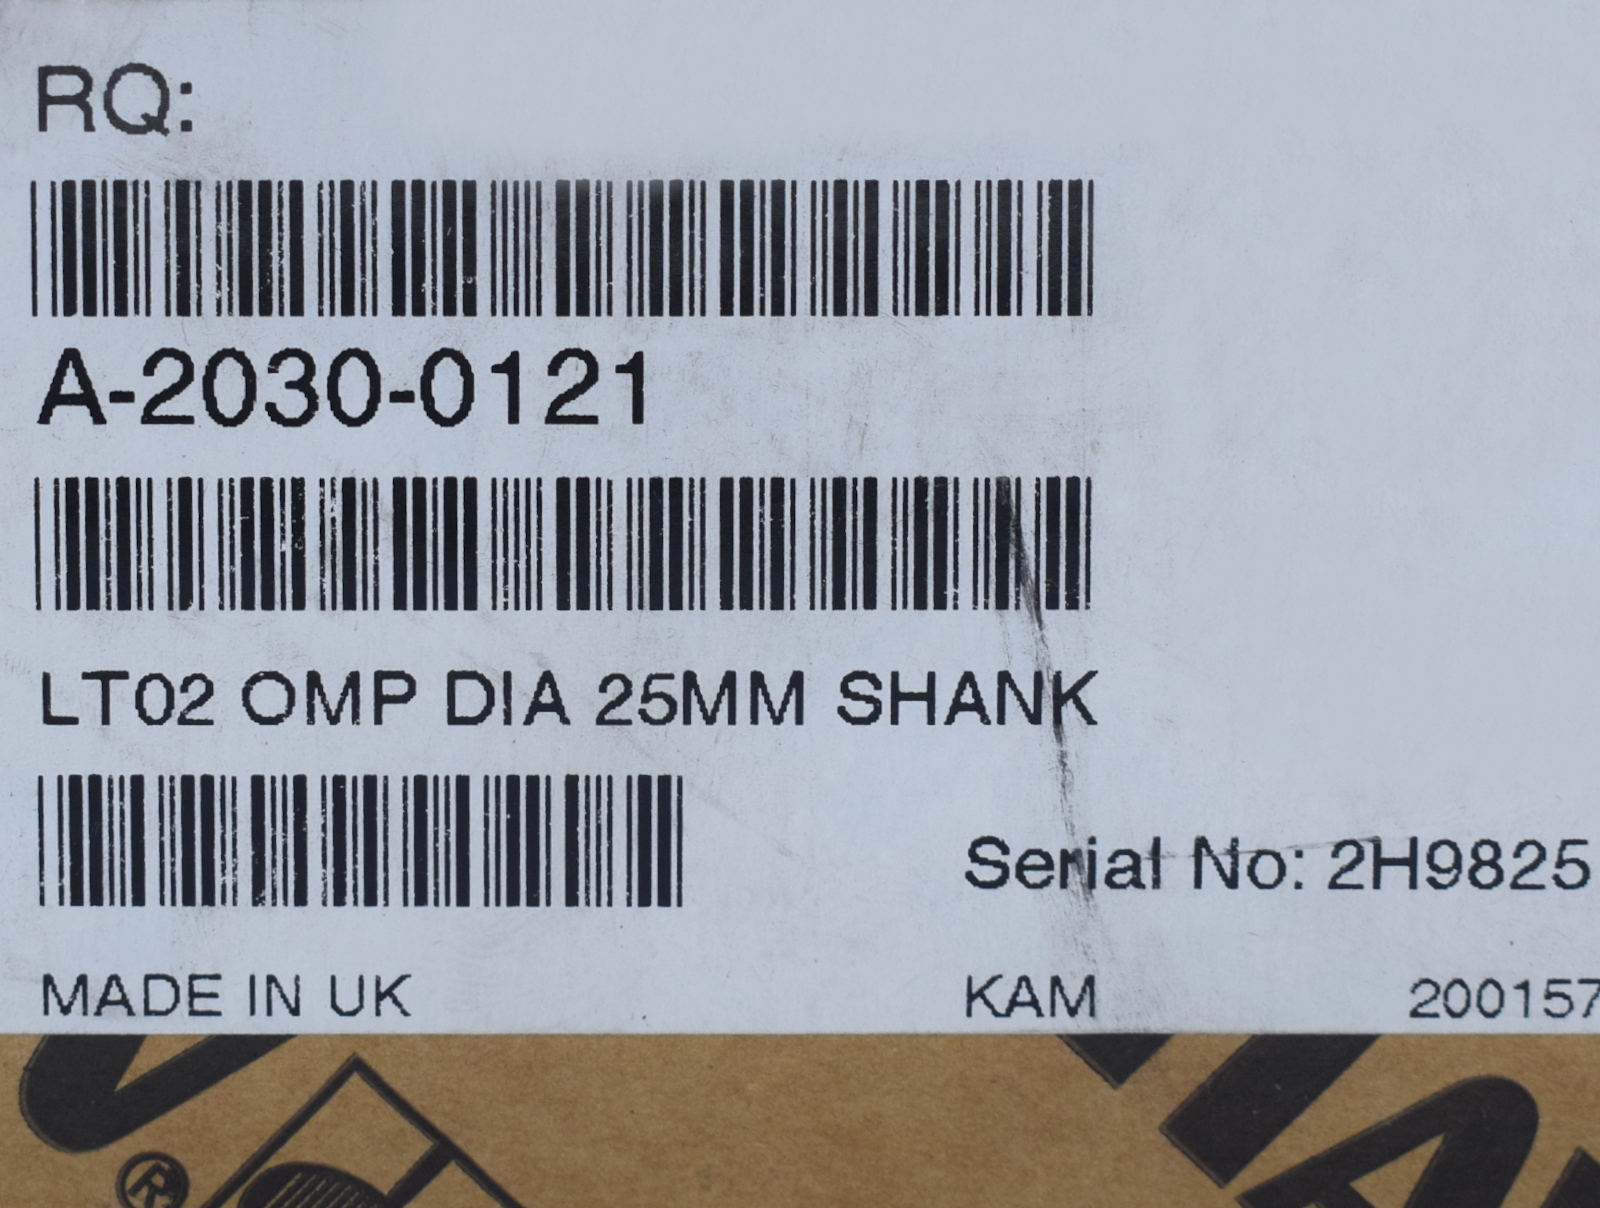 RQ:
A-2030-0121
LT02 OMP DIA 25MM SHANK
Serial No: 2H9825
MADE IN UK KAM 200157
®